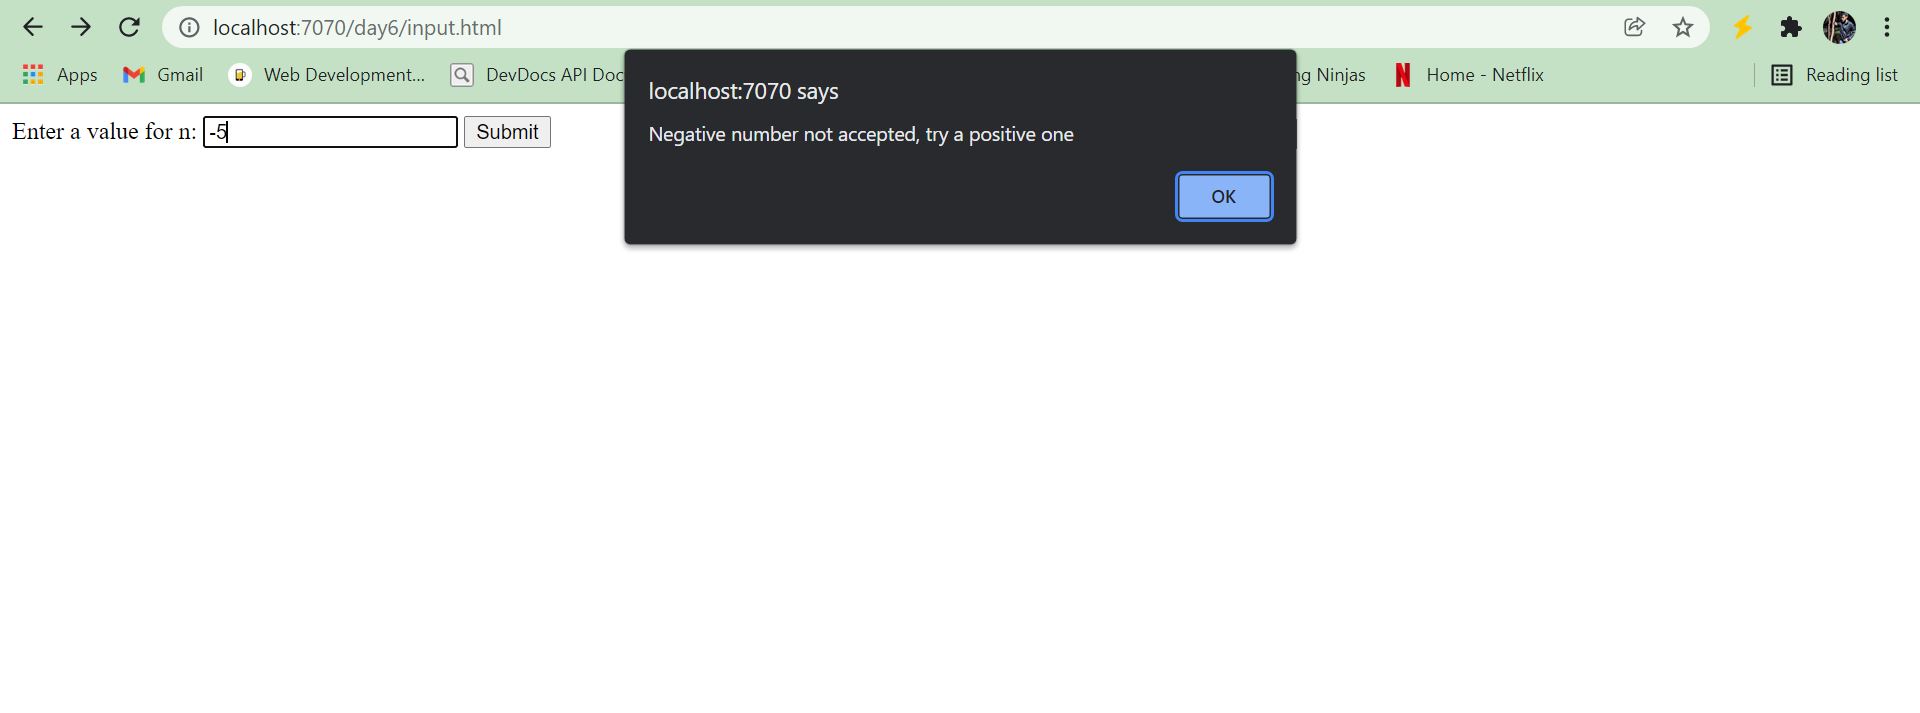 localhost:7070/day6/input.html
Apps Gmail Web Development... DevDocs API Doc ng Ninjas Home - Netflix Reading list
localhost:7070 says
Negative number not accepted, try a positive one
OK
Enter a value for n: -5 Submit